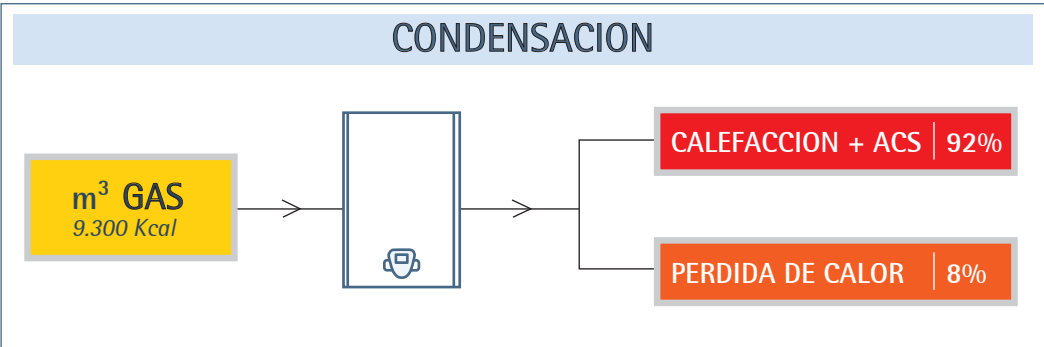 CONDENSACION
m³ GAS
9.300 Kcal
CALEFACCION + ACS 92%
PERDIDA DE CALOR 8%